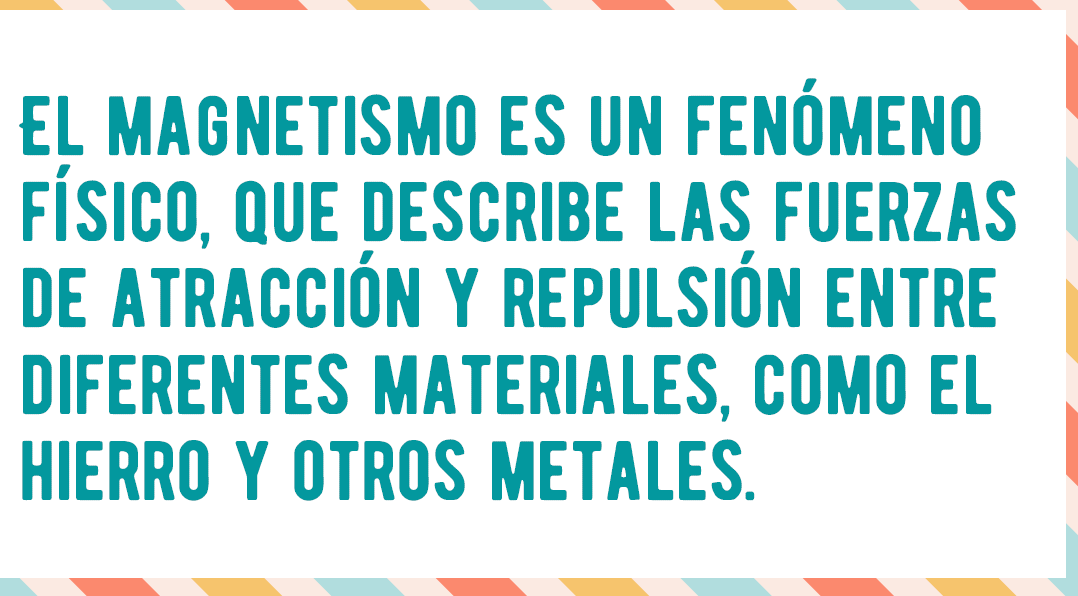 El magnetismo es un fenómeno
físico, que describe las fuerzas
de atracción y repulsión entre
diferentes materiales, como el
hierro y otros metales.